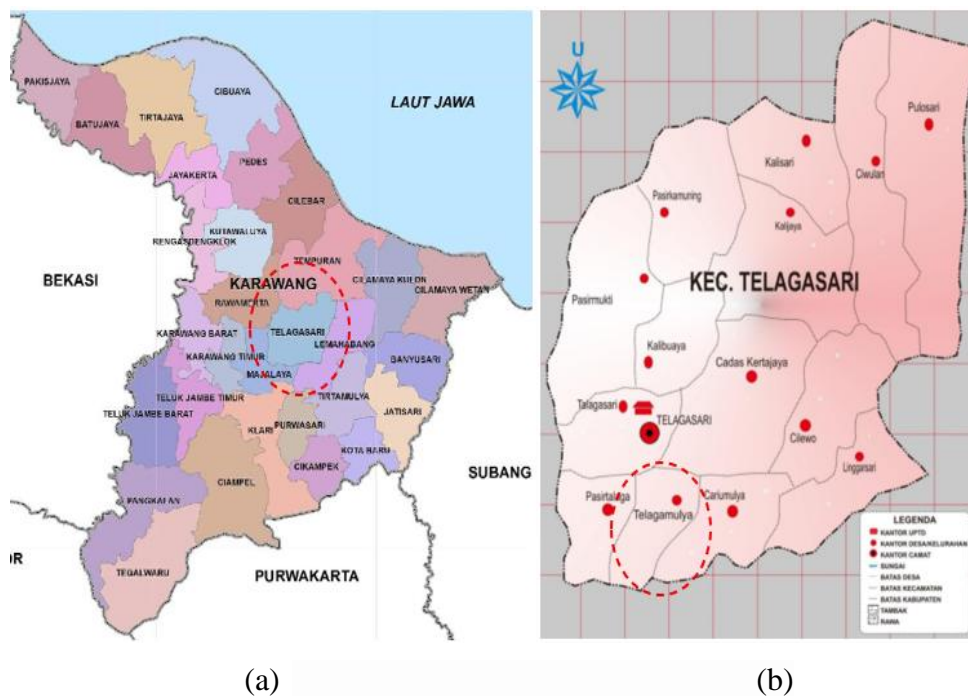 PAKISJAYA
BATUJAYA
TIRTAJAYA
CIBUAYA
LAUT JAWA
JAYAKERTA
PEDES
CILEBAR
KUTAWALUYA
RENGASDENGKLOK
TEMPURAN
BEKASI
KARAWANG
CILAMAYA KULON
CILAMAYA WETAN
RAWAMERTA
TELAGASARI
KARAWANG BARAT
LEMAHABANG
KARAWANG TIMUR
BANYUSARI
MAJALAYA
TELUK JAMBE TIMUR
TIRTAMULYA
TELUK JAMBE BARAT
JATISARI
KLARI
PURWASARI
KOTA BARU
CIKAMPEK
SUBANG
CIAMPEL
PANGKALAN
OR
TEGALWARU
PURWAKARTA
(a)
U
Pulosari
Kalisari
Ciwulan
Pasirkamuring
Kalijaya
KEC. TELAGASARI
Pasirmukti
Kalibuaya
Cadas Kertajaya
Talagasari
TELAGASARI
Cilewo
Linggarsari
Pasirtalaga
Telagamulya
Cariumulya
LEGENDA
KANTOR UPTD
KANTOR DESA/KELURAHAN
KANTOR CAMAT
SUNGAI
BATAS DESA
BATAS KECAMATAN
BATAS KABUPATEN
TAMBAK
RAWA
(b)